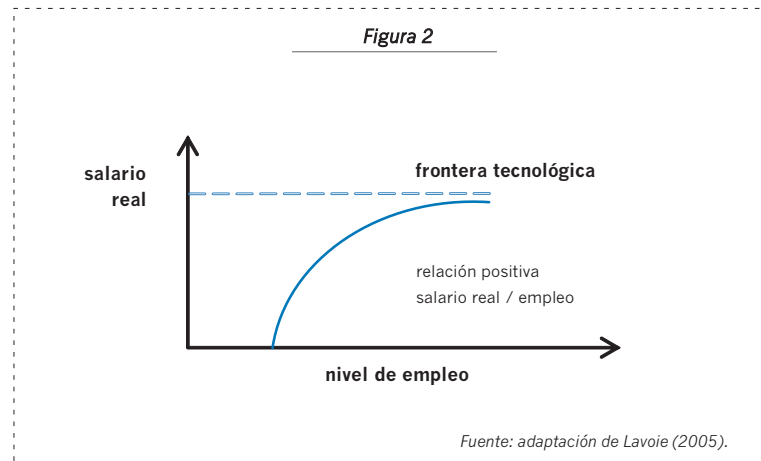 Figura 2
salario
real
frontera tecnológica
relación positiva
salario real / empleo
nivel de empleo
Fuente: adaptación de Lavoie (2005).